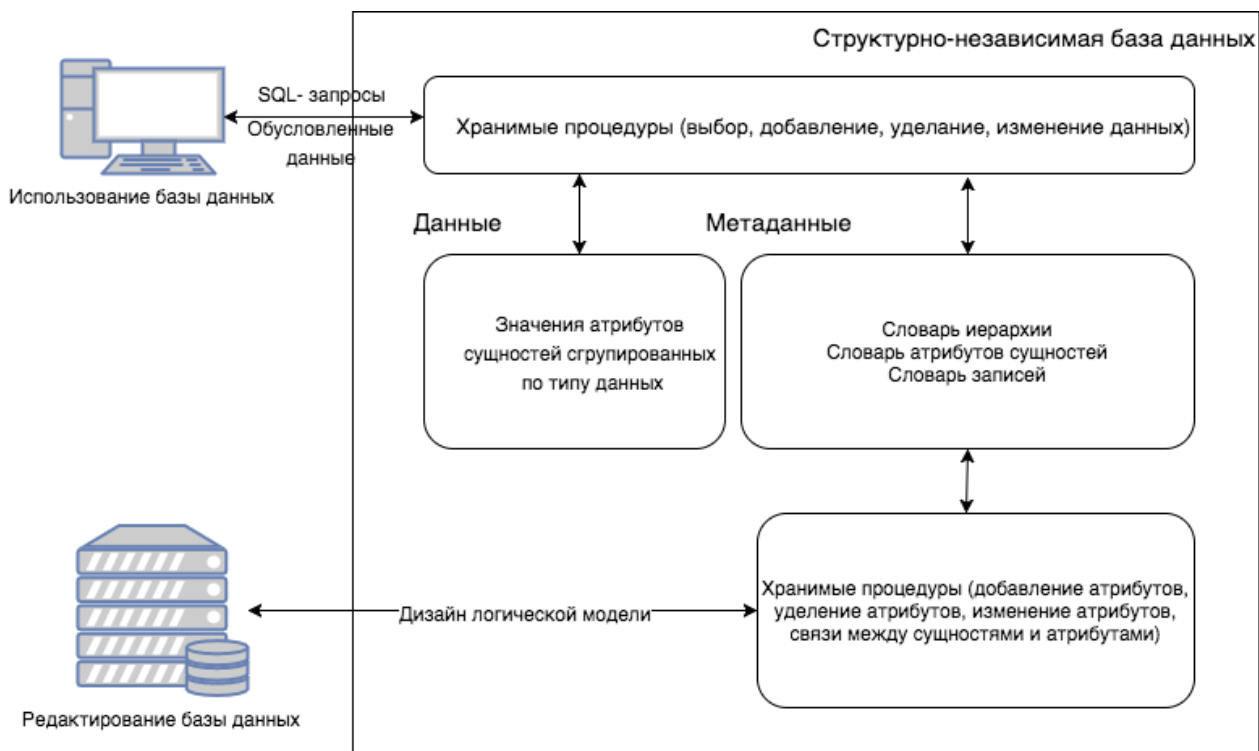 Структурно-независимая база данных
SQL- запросы
Обусловленные
данные
Использование базы данных
Хранимые процедуры (выбор, добавление, уделание, изменение данных)
Данные
Метаданные
Значения атрибутов
сущностей сгрупированных
по типу данных
Словарь иерархии
Словарь атрибутов сущностей
Словарь записей
Хранимые процедуры (добавление атрибутов,
уделение атрибутов, изменение атрибутов,
связи между сущностями и атрибутами)
Дизайн логической модели
Редактирование базы данных